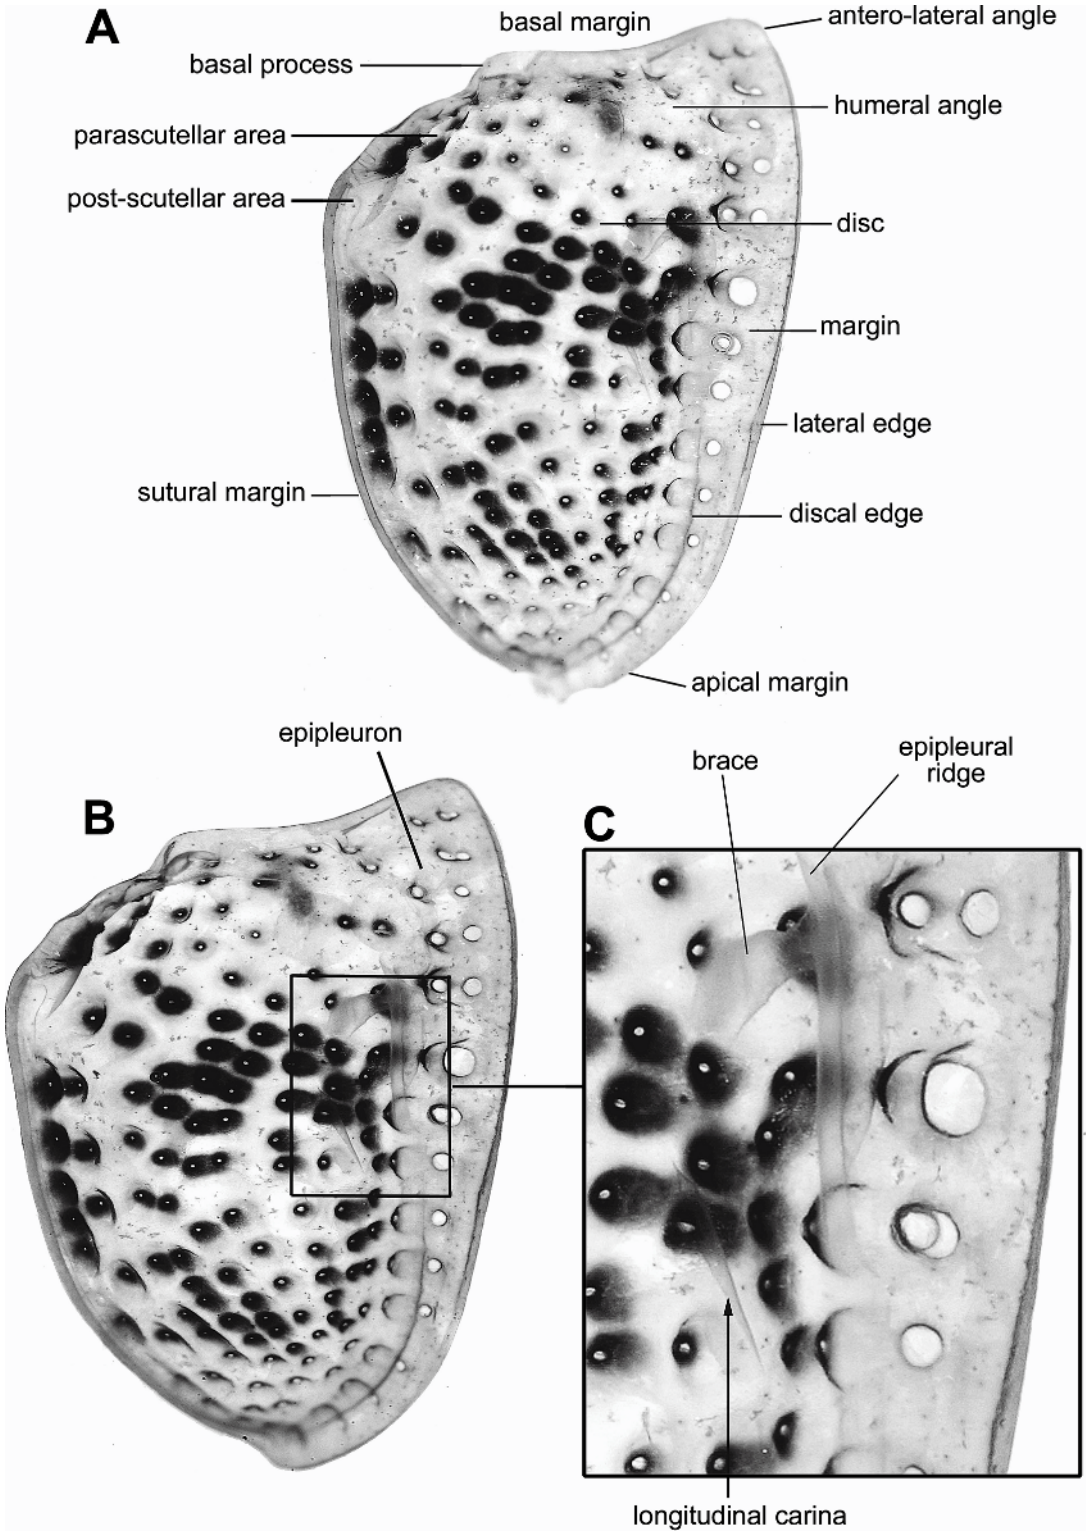 A
basal margin
antero-lateral angle
basal process
humeral angle
parascutellar area
post-scutellar area
disc
margin
lateral edge
sutural margin
discal edge
apical margin
epipleuron
brace
epipleural
ridge
B
C
longitudinal carina